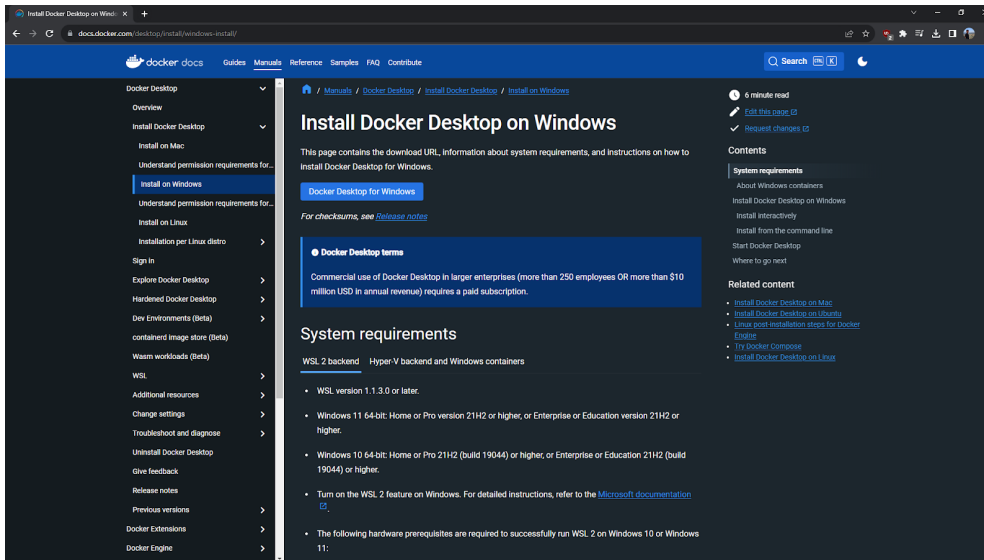 Install Docker Desktop on Wind
docs.docker.com/desktop/install/windows-install/
docker docs Guides Manuals Reference Samples FAQ Contribute Search K
Docker Desktop
Overview
Install Docker Desktop
Install on Mac
Understand permission requirements for...
Install on Windows
Understand permission requirements for...
Install on Linux
Installation per Linux distro
Sign in
Explore Docker Desktop
Hardened Docker Desktop
Dev Environments (Beta)
containerd image store (Beta)
Wasm workloads (Beta)
WSL
Additional resources
Change settings
Troubleshoot and diagnose
Uninstall Docker Desktop
Give feedback
Release notes
Previous versions
Docker Extensions
Docker Engine
/ Manuals / Docker Desktop / Install Docker Desktop / Install on Windows
Install Docker Desktop on Windows
This page contains the download URL, information about system requirements, and instructions on how to
install Docker Desktop for Windows.
Docker Desktop for Windows
For checksums, see Release notes
Docker Desktop terms
Commercial use of Docker Desktop in larger enterprises (more than 250 employees OR more than $10
million USD in annual revenue) requires a paid subscription.
System requirements
WSL 2 backend Hyper-V backend and Windows containers
• WSL version 1.1.3.0 or later.
• Windows 11 64-bit: Home or Pro version 21H2 or higher, or Enterprise or Education version 21H2 or
higher.
• Windows 10 64-bit: Home or Pro 21H2 (build 19044) or higher, or Enterprise or Education 21H2 (build
19044) or higher.
• Turn on the WSL 2 feature on Windows. For detailed instructions, refer to the Microsoft documentation
.
• The following hardware prerequisites are required to successfully run WSL 2 on Windows 10 or Windows
11:
6 minute read
Edit this page
Request changes
Contents
System requirements
About Windows containers
Install Docker Desktop on Windows
Install interactively
Install from the command line
Start Docker Desktop
Where to go next
Related content
• Install Docker Desktop on Mac
• Install Docker Desktop on Ubuntu
• Linux post-installation steps for Docker
Engine
• Try Docker Compose
• Install Docker Desktop on Linux